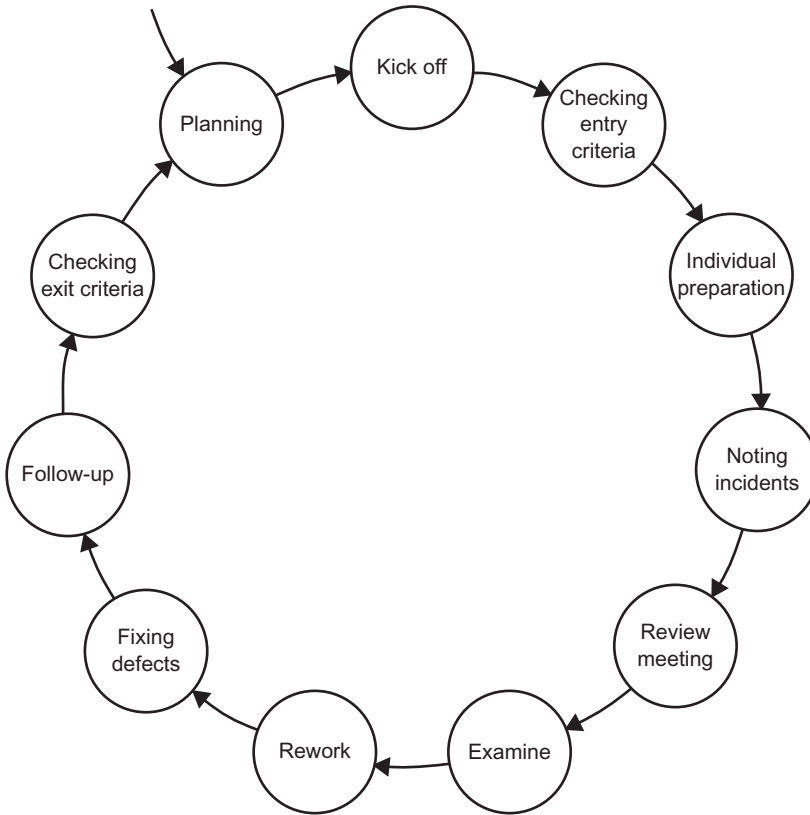 Planning
Kick off
Checking
entry
criteria
Individual
preparation
Noting
incidents
Review
meeting
Examine
Rework
Fixing
defects
Follow-up
Checking
exit criteria